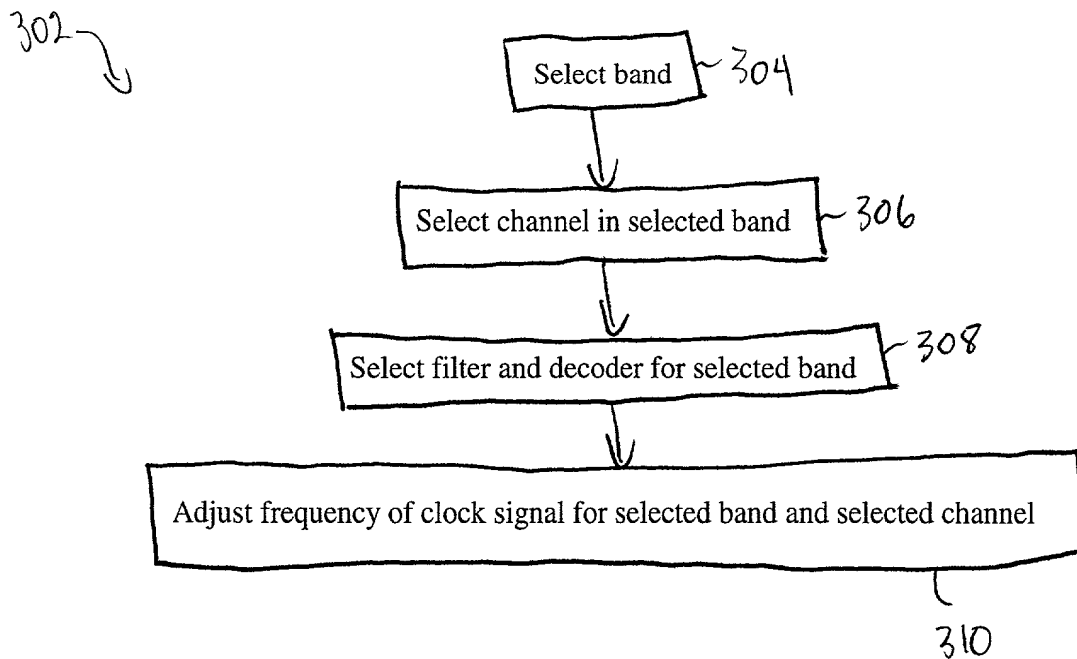 302
Select band
304
Select channel in selected band
306
Select filter and decoder for selected band
308
Adjust frequency of clock signal for selected band and selected channel
310